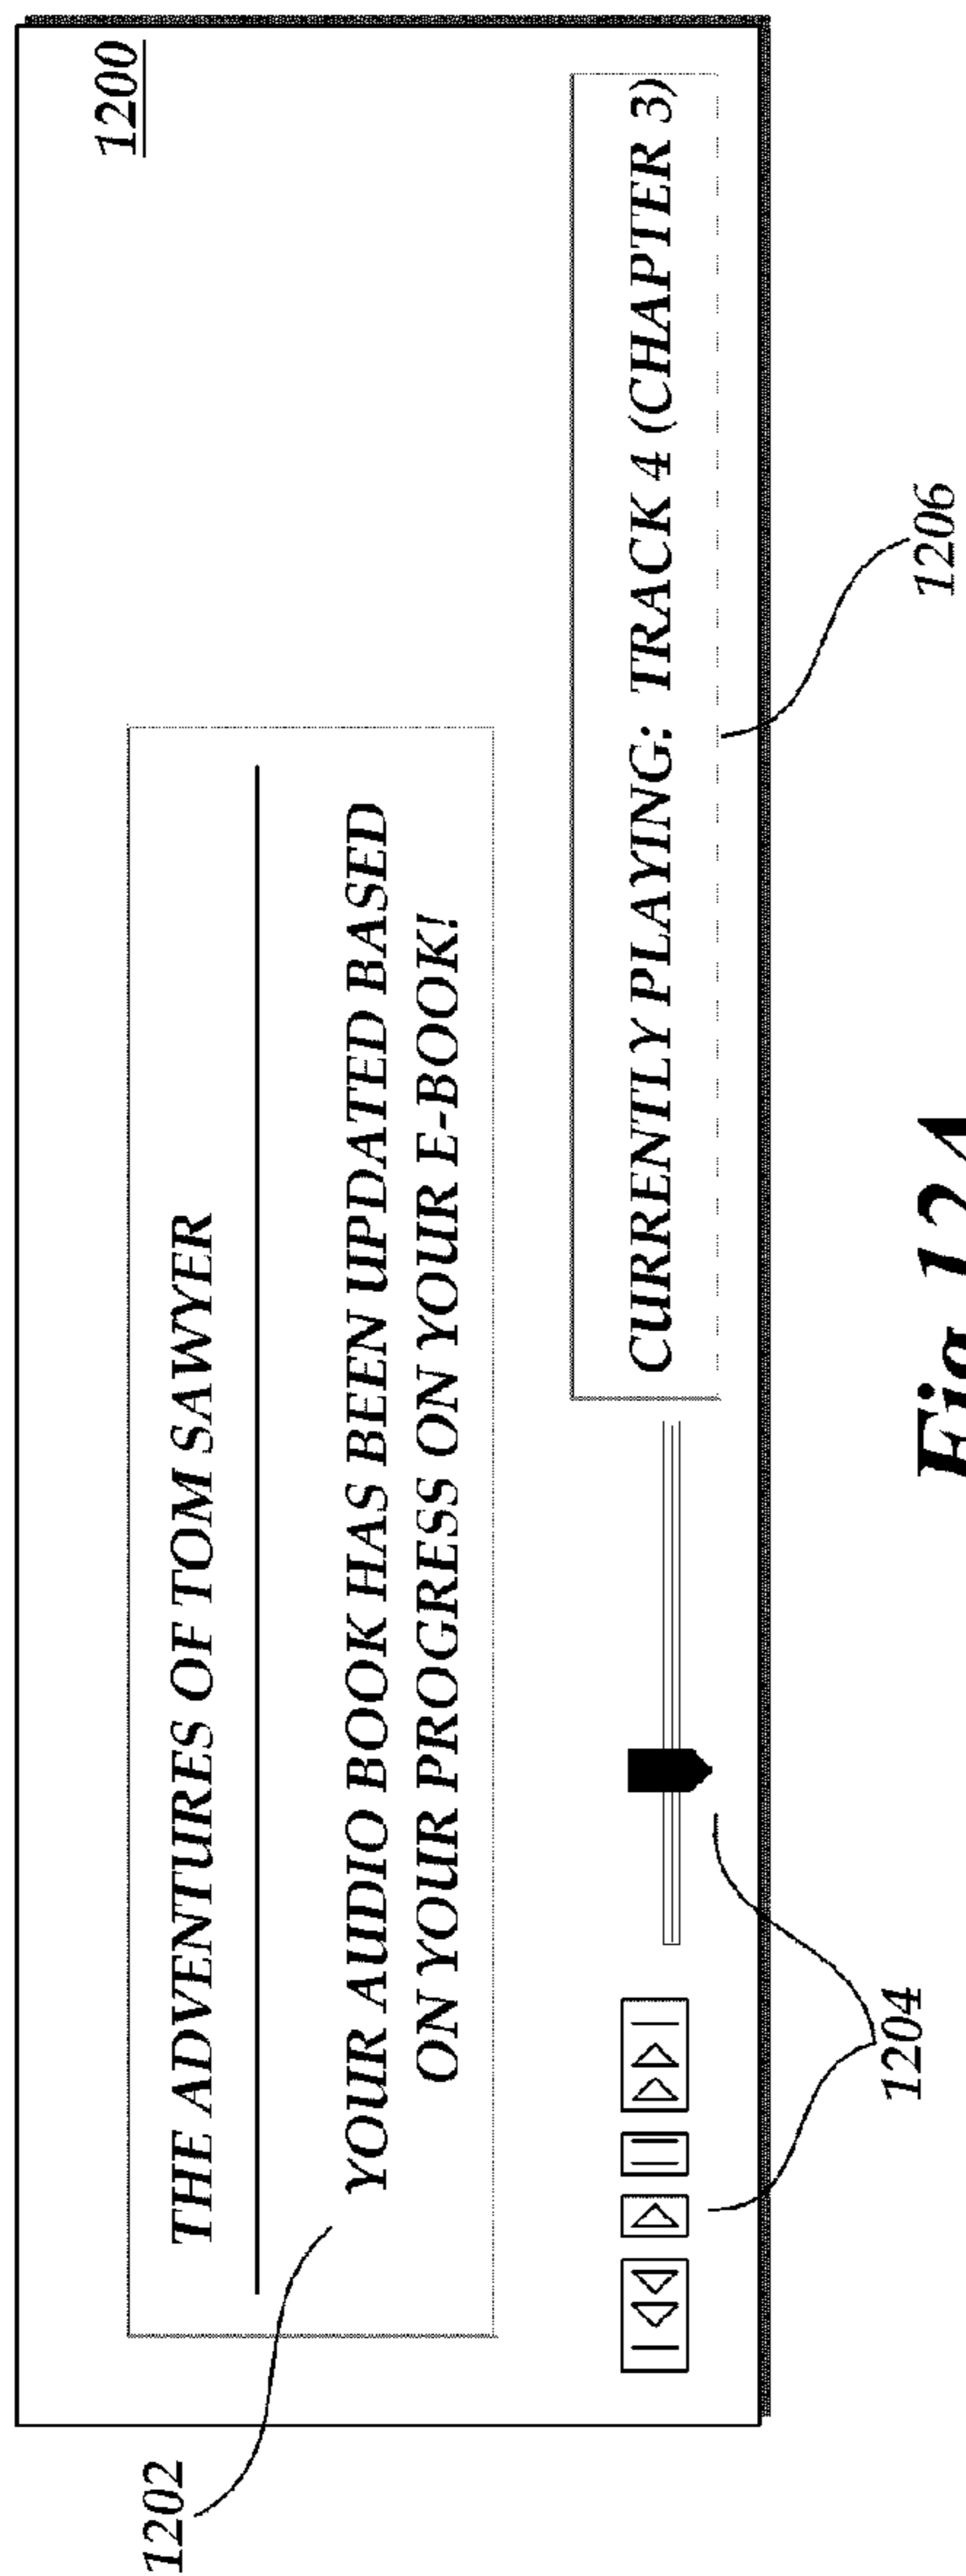 1200
THE ADVENTURES OF TOM SAWYER
1202
YOUR AUDIO BOOK HAS BEEN UPDATED BASED
ON YOUR PROGRESS ON YOUR E-BOOK!
CURRENTLY PLAYING: TRACK 4 (CHAPTER 3)
1204
1206
Fig. 12A